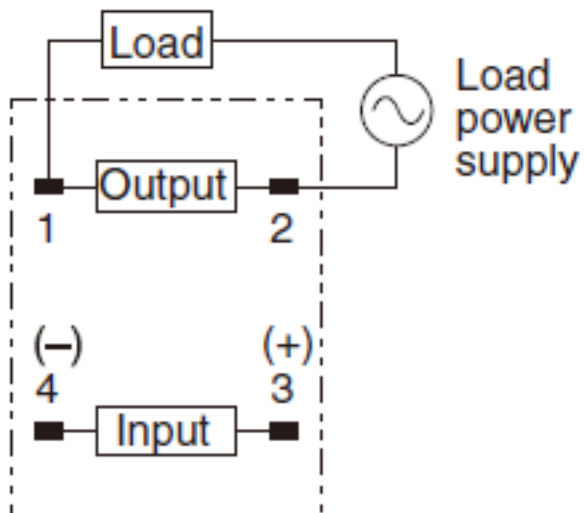 Load
Load
power
supply
Output
1 2
(–) (+)
4 3
Input